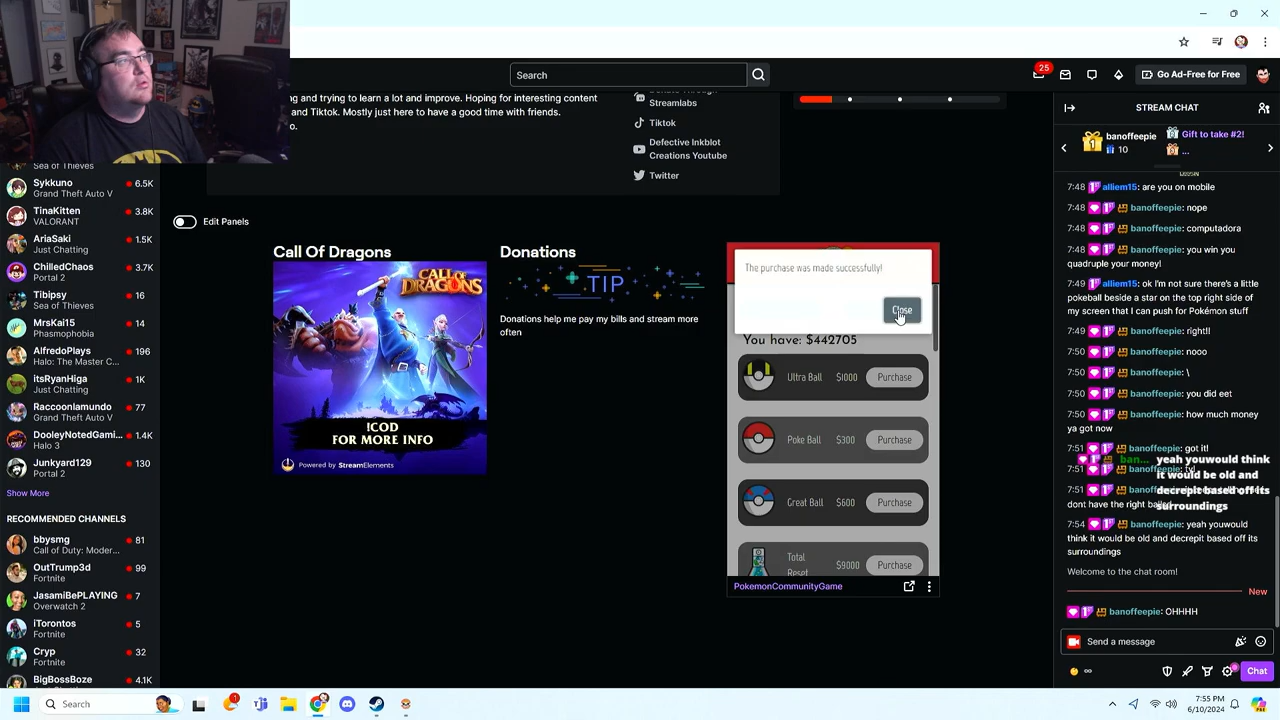 Search
25
Go Ad-Free for Free
ng and trying to learn a lot and improve. Hoping for interesting content
and Tiktok. Mostly just here to have a good time with friends.
o.
Streamlabs
Tiktok
Defective Inkblot
Creations Youtube
Twitter
Edit Panels
Sea of Thieves
Sykkuno 6.5K
Grand Theft Auto V
TinaKitten 3.8K
VALORANT
AriaSaki 1.5K
Just Chatting
ChilledChaos 3.7K
Portal 2
Tibipsy 16
Sea of Thieves
MrsKai15 14
Phasmophobia
AlfredoPlays 196
Halo: The Master C...
itsRyanHiga 1K
Just Chatting
Raccoonlamundo 77
Grand Theft Auto V
DooleyNotedGami... 1.4K
Halo 3
Junkyard129 130
Portal 2
Show More
RECOMMENDED CHANNELS
bbysmg 81
Call of Duty: Moder...
OutTrump3d 99
Fortnite
JasamiBePLAYING 7
Overwatch 2
iTorontos 5
Fortnite
Cryp 32
Fortnite
BigBossBoze 4.1K
Call Of Dragons
CALL OF
DRAGONS
!COD
FOR MORE INFO
Powered by StreamElements
Donations
TIP
Donations help me pay my bills and stream more
often
The purchase was made successfully!
Close
You have: $442705
Ultra Ball $1000 Purchase
Poke Ball $300 Purchase
Great Ball $600 Purchase
Total
Reset $9000 Purchase
PokemonCommunityGame
STREAM CHAT
banoffeepie Gift to take #2!
10 ...
7:48 alliem15: are you on mobile
7:48 banoffeepie: nope
7:48 banoffeepie: computadora
7:49 banoffeepie: you win you
quadruple your money!
7:49 alliem15: ok I'm not sure there's a little
pokeball beside a star on the top right side of
my screen that I can push for Pokémon stuff
7:49 banoffeepie: right!!
7:50 banoffeepie: nooo
7:50 banoffeepie: \
7:50 banoffeepie: you did eet
7:50 banoffeepie: how much money
ya got now
7:51 banoffeepie: got it!
ban... yeah youwould think
it would be old and
decrepit based off its
surroundings
7:51 banoffeepie: ty!
7:51
dont have the right ball
7:54 banoffeepie: yeah youwould
think it would be old and decrepit based off its
surroundings
Welcome to the chat room!
New
banoffeepie: OHHHH
Send a message
Chat
Search
1
7:55 PM
6/10/2024